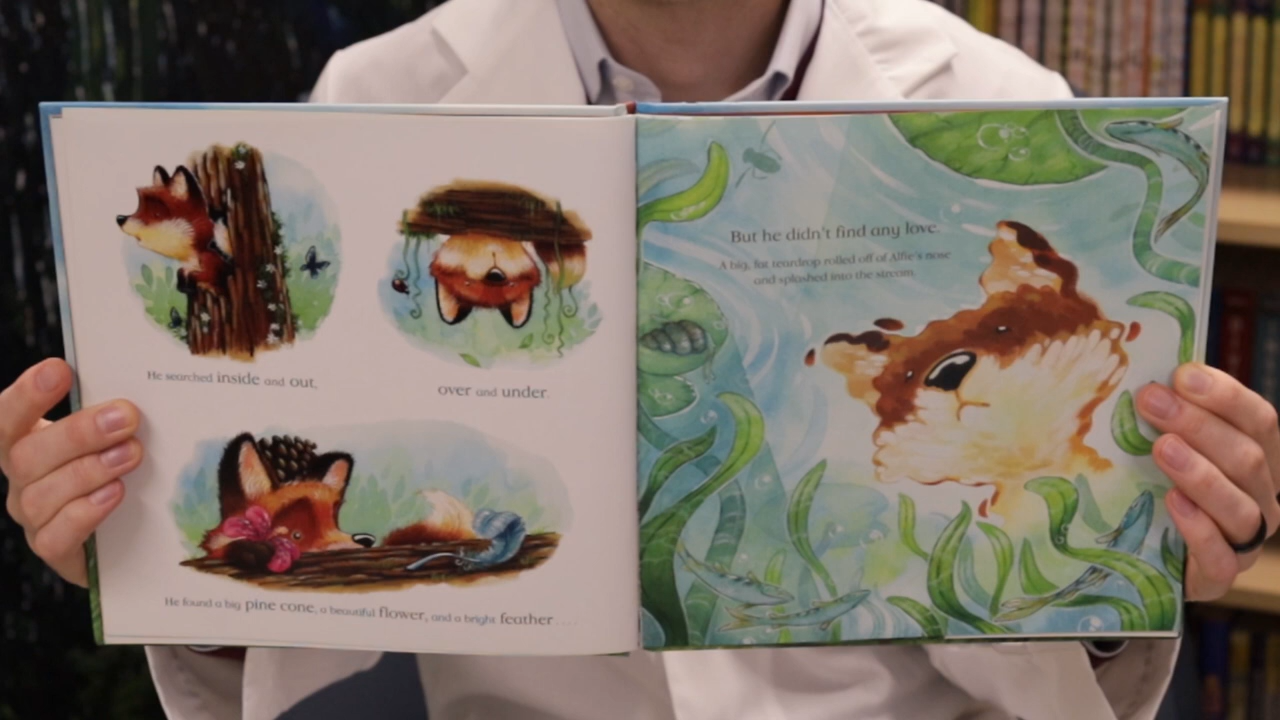 He searched inside and out,
over and under.
He found a big pine cone, a beautiful flower, and a bright feather . . . .
But he didn't find any love.
A big, fat teardrop rolled off of Alfie's nose
and splashed into the stream.